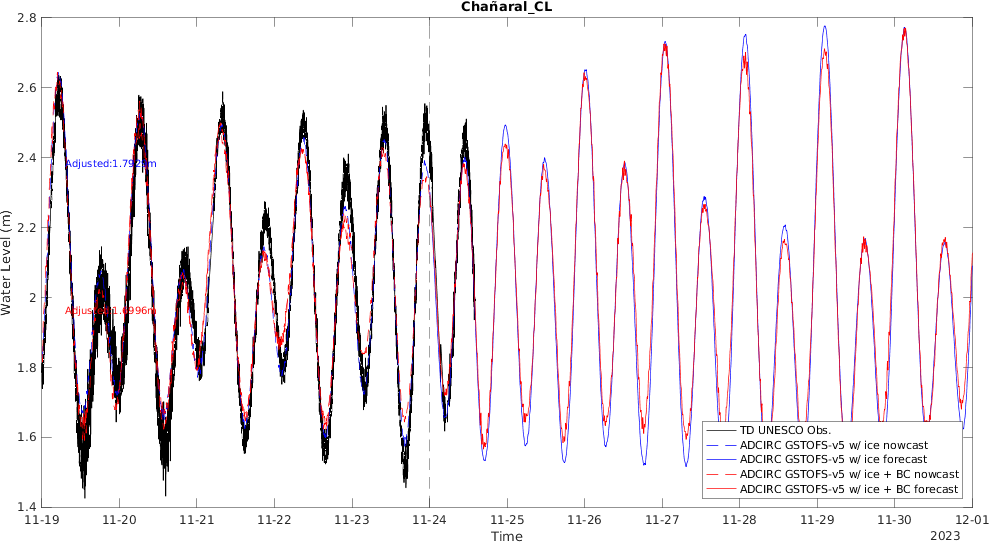 Chañaral_CL
2.8
2.6
2.4
2.2
2
1.8
1.6
1.4
Water Level (m)
TD UNESCO Obs.
ADCIRC GSTOFS-v5 w/ ice nowcast
ADCIRC GSTOFS-v5 w/ ice forecast
ADCIRC GSTOFS-v5 w/ ice + BC nowcast
ADCIRC GSTOFS-v5 w/ ice + BC forecast
11-19 11-20 11-21 11-22 11-23 11-24 11-25 11-26 11-27 11-28 11-29 11-30 12-01
Time
2023